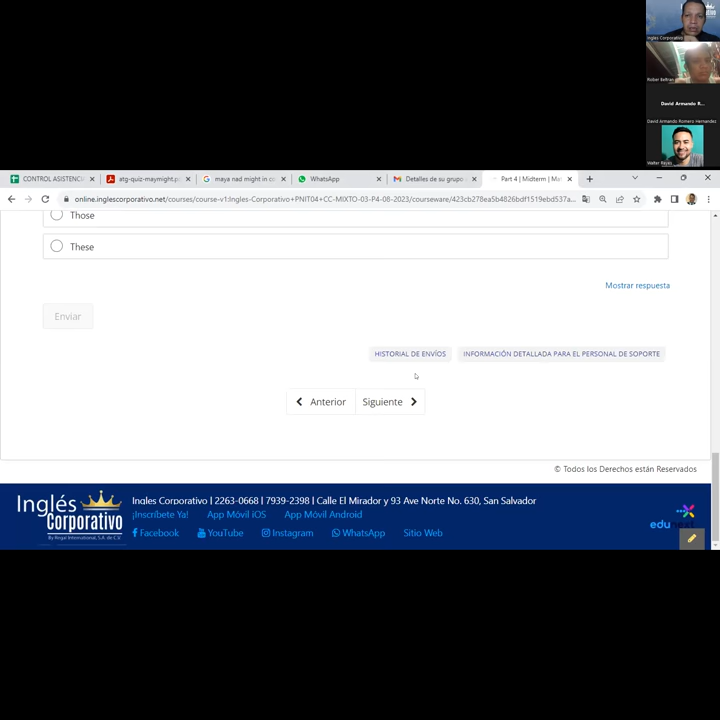 Ingles Corporativo
Rober Beltran
David Armando R...
David Armando Romero Hernandez
Walter Rajas
CONTROL ASISTENCI
atg-quiz-maymight.p
maya nad might in c
WhatsApp
Detalles de su grupo
Part 4 | Midterm | Ma
online.inglescorporativo.net/courses/course-v1:Ingles-Corporativo+PNIT04+CC-MIXTO-03-P4-08-2023/courseware/423cb278ea5b4826bdf1519ebd537a...
Those
These
Mostrar respuesta
Enviar
HISTORIAL DE ENVÍOS
INFORMACIÓN DETALLADA PARA EL PERSONAL DE SOPORTE
Anterior
Siguiente
© Todos los Derechos están Reservados
Inglés Corporativo
By Regal International, S.A. de C.V.
Ingles Corporativo | 2263-0668 | 7939-2398 | Calle El Mirador y 93 Ave Norte No. 630, San Salvador
¡Inscríbete Ya! App Móvil iOS App Móvil Android
Facebook YouTube Instagram WhatsApp Sitio Web
edunext